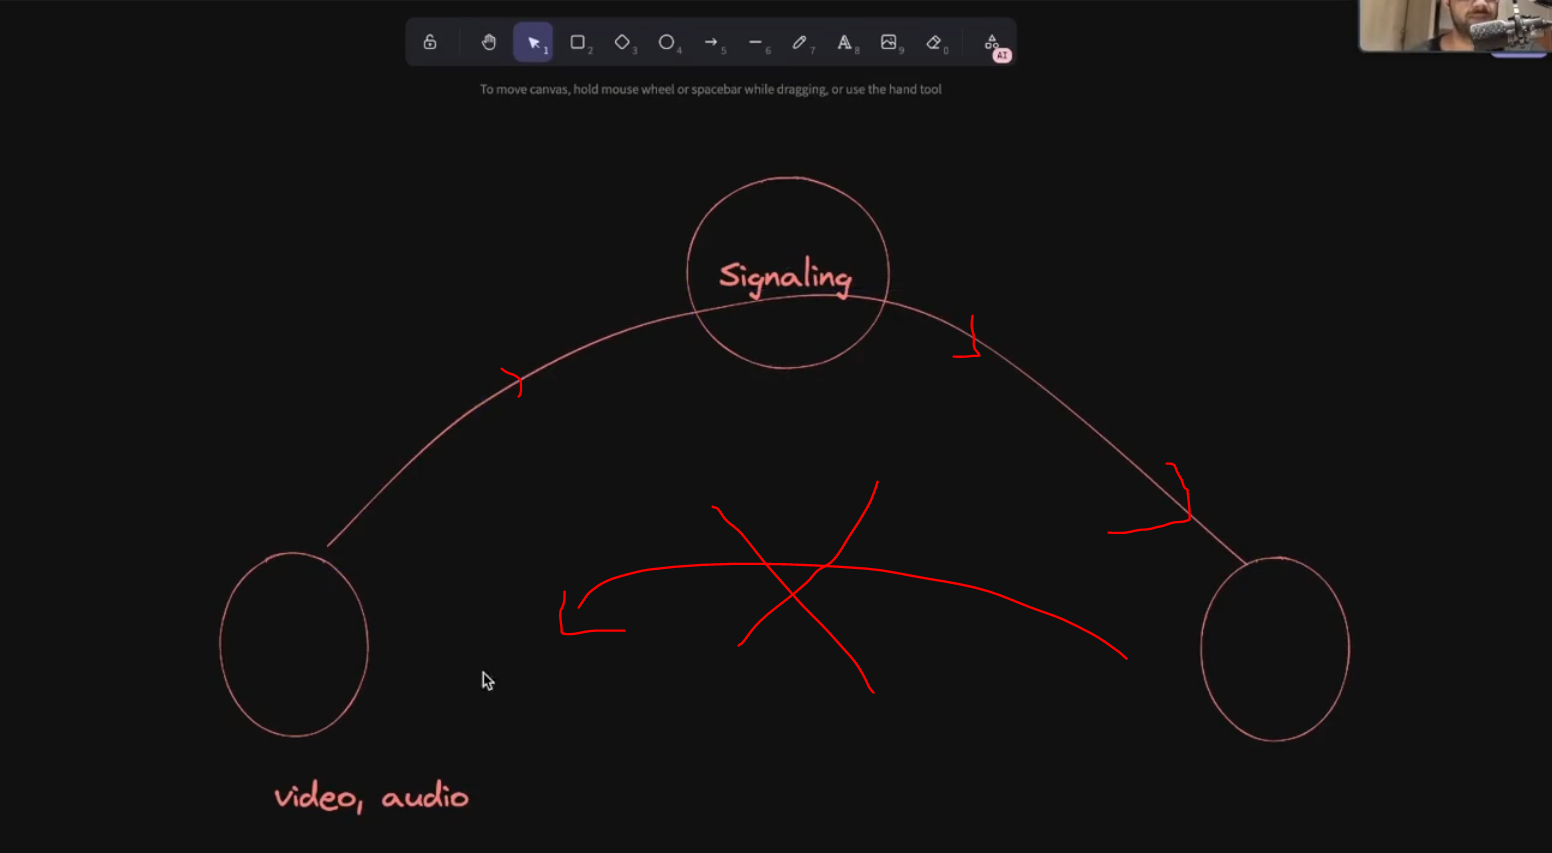 1
2
3
4
5
6
7
8
9
0
AI
To move canvas, hold mouse wheel or spacebar while dragging, or use the hand tool
Signaling
video, audio